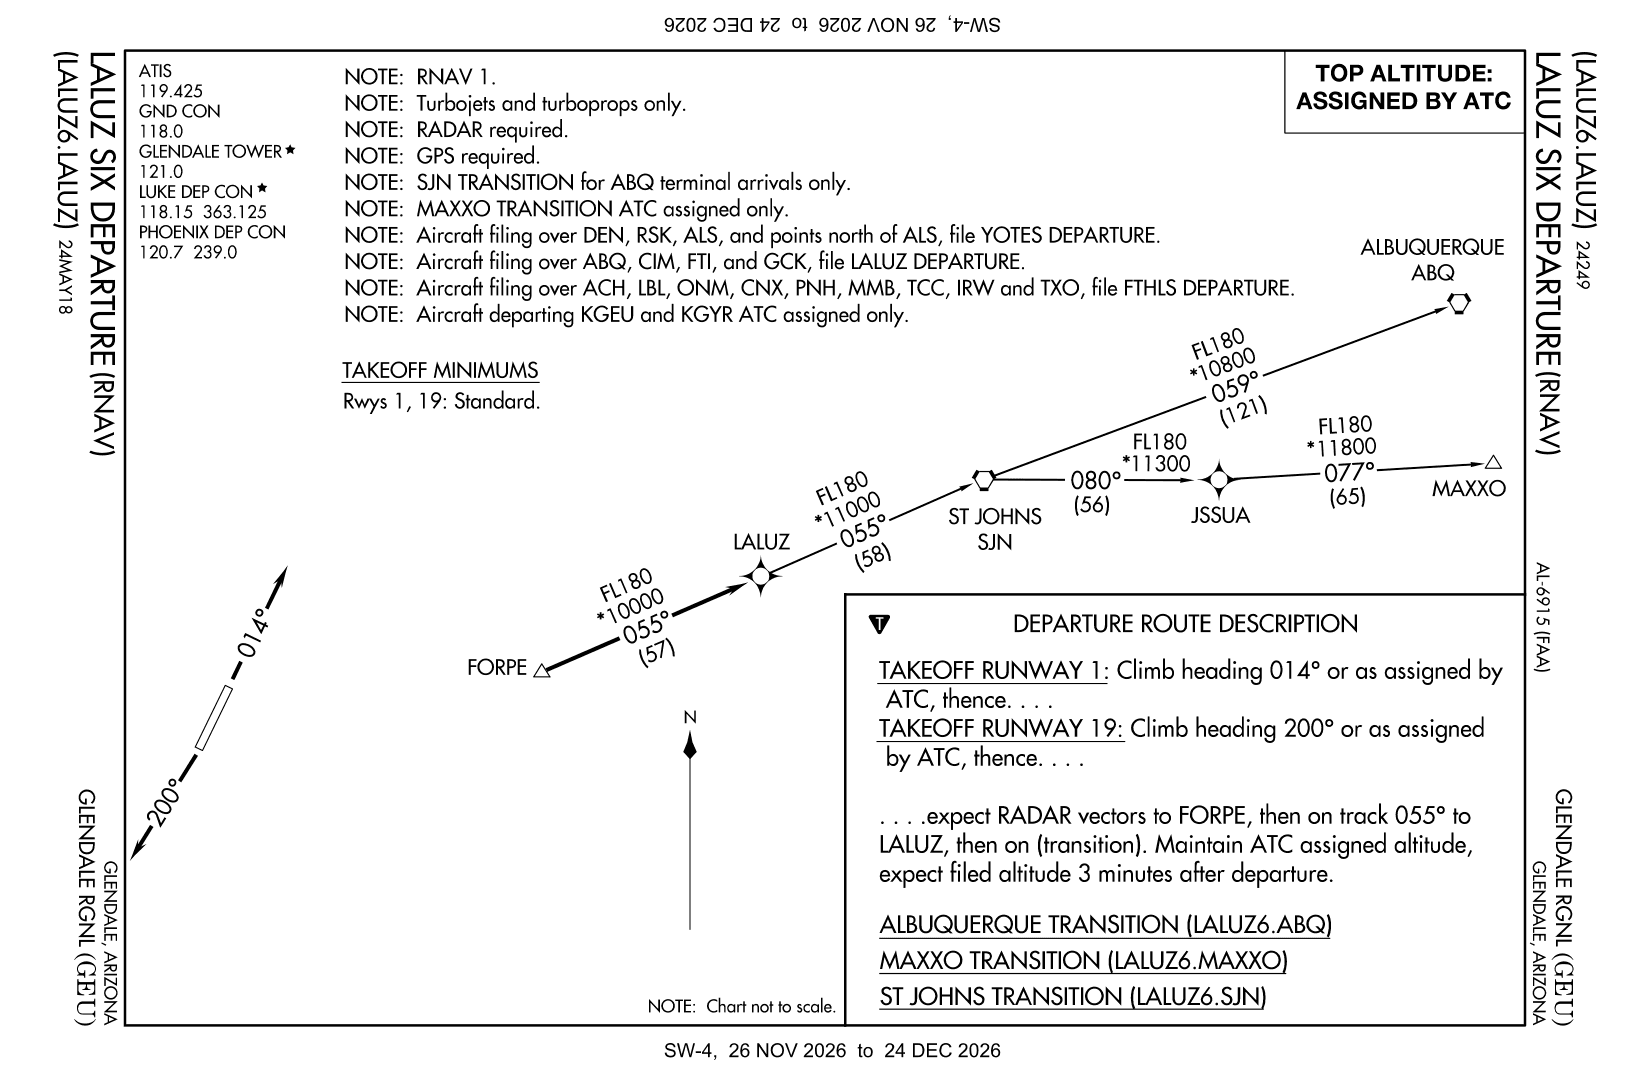 SW-4, 26 NOV 2026 to 24 DEC 2026
LALUZ SIX DEPARTURE (RNAV)
(LALUZ6.LALUZ) 24MAY18
GLENDALE, ARIZONA
GLENDALE RGNL (GEU)
ATIS
119.425
GND CON
118.0
GLENDALE TOWER★
121.0
LUKE DEP CON★
118.15 363.125
PHOENIX DEP CON
120.7 239.0
NOTE: RNAV 1.
NOTE: Turbojets and turboprops only.
NOTE: RADAR required.
NOTE: GPS required.
NOTE: SJN TRANSITION for ABQ terminal arrivals only.
NOTE: MAXXO TRANSITION ATC assigned only.
NOTE: Aircraft filing over DEN, RSK, ALS, and points north of ALS, file YOTES DEPARTURE.
NOTE: Aircraft filing over ABQ, CIM, FTI, and GCK, file LALUZ DEPARTURE.
NOTE: Aircraft filing over ACH, LBL, ONM, CNX, PNH, MMB, TCC, IRW and TXO, file FTHLS DEPARTURE.
NOTE: Aircraft departing KGEU and KGYR ATC assigned only.
TAKEOFF MINIMUMS
Rwys 1, 19: Standard.
TOP ALTITUDE:
ASSIGNED BY ATC
(LALUZ6.LALUZ) 24249
LALUZ SIX DEPARTURE (RNAV)
AL-6915 (FAA)
GLENDALE RGNL (GEU)
GLENDALE, ARIZONA
ALBUQUERQUE
ABQ
FL180
*10800
059°
(121)
FL180
*11300
080°
(56)
FL180
*11800
077°
(65)
MAXXO
JSSUA
ST JOHNS
SJN
FL180
*11000
055°
(58)
LALUZ
FL180
*10000
055°
(57)
FORPE
014°
200°
N
NOTE: Chart not to scale.
T
DEPARTURE ROUTE DESCRIPTION
TAKEOFF RUNWAY 1: Climb heading 014° or as assigned by
ATC, thence. . . .
TAKEOFF RUNWAY 19: Climb heading 200° or as assigned
by ATC, thence. . . .
. . . .expect RADAR vectors to FORPE, then on track 055° to
LALUZ, then on (transition). Maintain ATC assigned altitude,
expect filed altitude 3 minutes after departure.
ALBUQUERQUE TRANSITION (LALUZ6.ABQ)
MAXXO TRANSITION (LALUZ6.MAXXO)
ST JOHNS TRANSITION (LALUZ6.SJN)
SW-4, 26 NOV 2026 to 24 DEC 2026